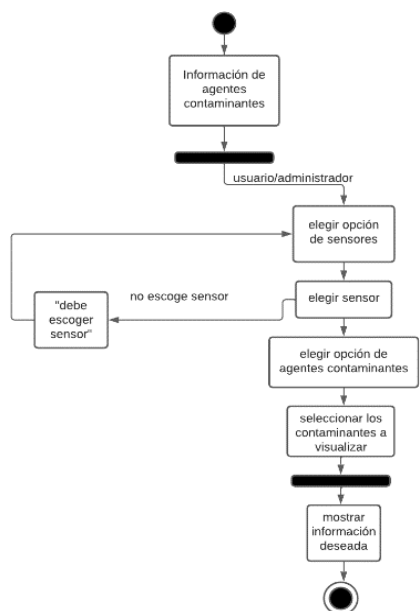 Información de
agentes
contaminantes
usuario/administrador
elegir opción
de sensores
no escoge sensor
elegir sensor
"debe
escoger
sensor"
elegir opción de
agentes contaminantes
seleccionar los
contaminantes a
visualizar
mostrar
información
deseada